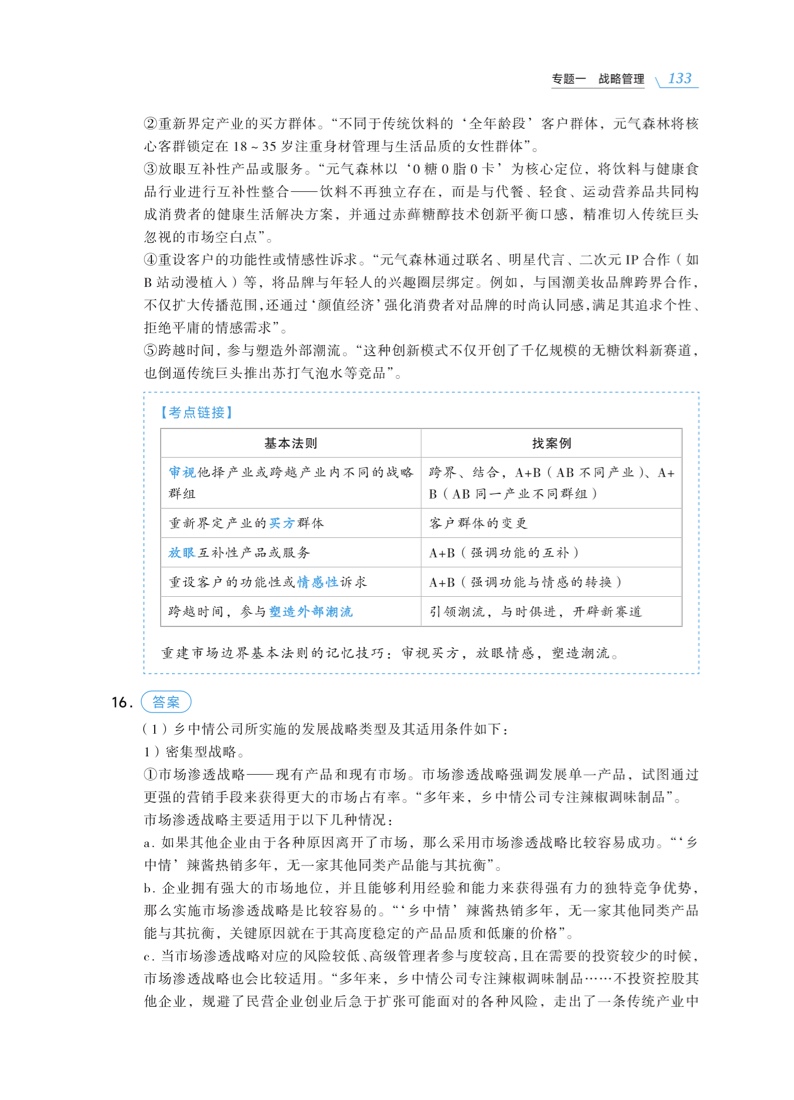 专题一 战略管理 133
②重新界定产业的买方群体。“不同于传统饮料的‘全年龄段’客户群体，元气森林将核
心客群锁定在 18 ~ 35 岁注重身材管理与生活品质的女性群体”。
③放眼互补性产品或服务。“元气森林以‘0 糖 0 脂 0 卡’为核心定位，将饮料与健康食
品行业进行互补性整合——饮料不再独立存在，而是与代餐、轻食、运动营养品共同构
成消费者的健康生活解决方案，并通过赤藓糖醇技术创新平衡口感，精准切入传统巨头
忽视的市场空白点”。
④重设客户的功能性或情感性诉求。“元气森林通过联名、明星代言、二次元 IP 合作（如
B 站动漫植入）等，将品牌与年轻人的兴趣圈层绑定。例如，与国潮美妆品牌跨界合作，
不仅扩大传播范围，还通过‘颜值经济’强化消费者对品牌的时尚认同感，满足其追求个性、
拒绝平庸的情感需求”。
⑤跨越时间，参与塑造外部潮流。“这种创新模式不仅开创了千亿规模的无糖饮料新赛道，
也倒逼传统巨头推出苏打气泡水等竞品”。
【考点链接】
基本法则 找案例
审视他择产业或跨越产业内不同的战略 跨界、结合，A+B（AB 不同产业）、A+
群组 B（AB 同一产业不同群组）
重新界定产业的买方群体 客户群体的变更
放眼互补性产品或服务 A+B（强调功能的互补）
重设客户的功能性或情感性诉求 A+B（强调功能与情感的转换）
跨越时间，参与塑造外部潮流 引领潮流，与时俱进，开辟新赛道
重建市场边界基本法则的记忆技巧：审视买方，放眼情感，塑造潮流。
16. 答案
（1）乡中情公司所实施的发展战略类型及其适用条件如下：
1）密集型战略。
①市场渗透战略——现有产品和现有市场。市场渗透战略强调发展单一产品，试图通过
更强的营销手段来获得更大的市场占有率。“多年来，乡中情公司专注辣椒调味制品”。
市场渗透战略主要适用于以下几种情况：
a. 如果其他企业由于各种原因离开了市场，那么采用市场渗透战略比较容易成功。“‘乡
中情’辣酱热销多年，无一家其他同类产品能与其抗衡”。
b. 企业拥有强大的市场地位，并且能够利用经验和能力来获得强有力的独特竞争优势，
那么实施市场渗透战略是比较容易的。“‘乡中情’辣酱热销多年，无一家其他同类产品
能与其抗衡，关键原因就在于其高度稳定的产品品质和低廉的价格”。
c. 当市场渗透战略对应的风险较低、高级管理者参与度较高，且在需要的投资较少的时候，
市场渗透战略也会比较适用。“多年来，乡中情公司专注辣椒调味制品……不投资控股其
他企业，规避了民营企业创业后急于扩张可能面对的各种风险，走出了一条传统产业中